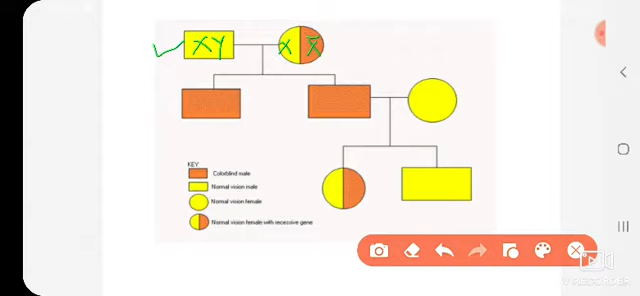 XY
X X̄
KEY
Colorblind male
Normal vision male
Normal vision female
Normal vision female with recessive gene